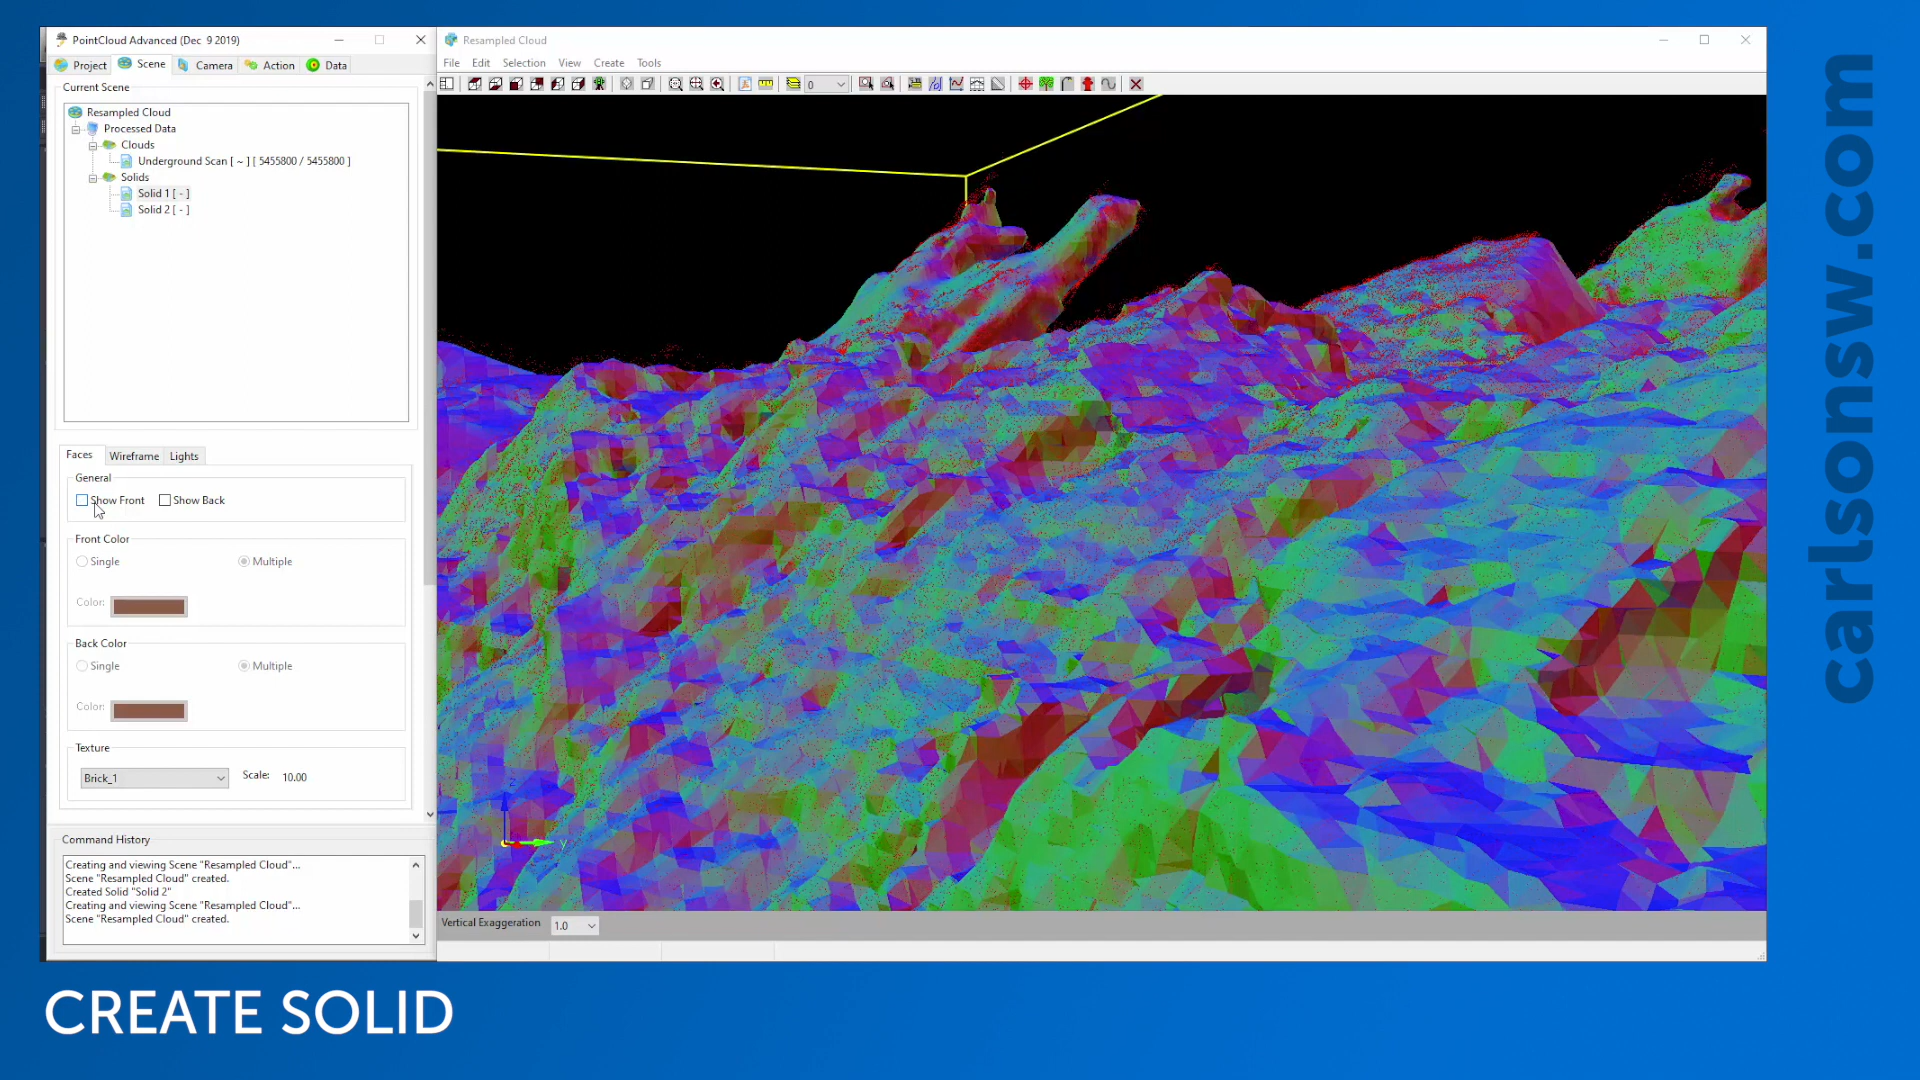 PointCloud Advanced (Dec 9 2019)
Project Scene Camera Action Data
Current Scene
Resampled Cloud
Processed Data
Clouds
Underground Scan [ ~ ] [ 5455800 / 5455800 ]
Solids
Solid 1 [ - ]
Solid 2 [ - ]
Faces Wireframe Lights
General
Show Front Show Back
Front Color
Single Multiple
Color:
Back Color
Single Multiple
Color:
Texture
Brick_1 Scale: 10.00
Command History
Creating and viewing Scene "Resampled Cloud"...
Scene "Resampled Cloud" created.
Created Solid "Solid 2"
Creating and viewing Scene "Resampled Cloud"...
Scene "Resampled Cloud" created.
Resampled Cloud
File Edit Selection View Create Tools
0
z
y
Vertical Exaggeration 1.0
CREATE SOLID
carlsonsw.com